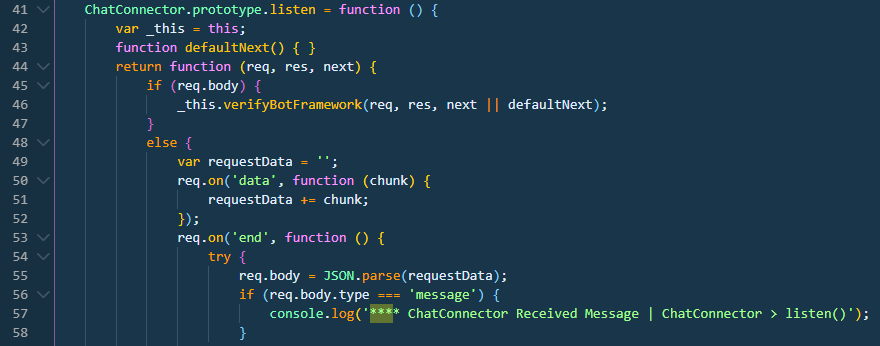 41 ChatConnector.prototype.listen = function () {
42 var _this = this;
43 function defaultNext() { }
44 return function (req, res, next) {
45 if (req.body) {
46 _this.verifyBotFramework(req, res, next || defaultNext);
47 }
48 else {
49 var requestData = '';
50 req.on('data', function (chunk) {
51 requestData += chunk;
52 });
53 req.on('end', function () {
54 try {
55 req.body = JSON.parse(requestData);
56 if (req.body.type === 'message') {
57 console.log('**** ChatConnector Received Message | ChatConnector > listen()');
58 }